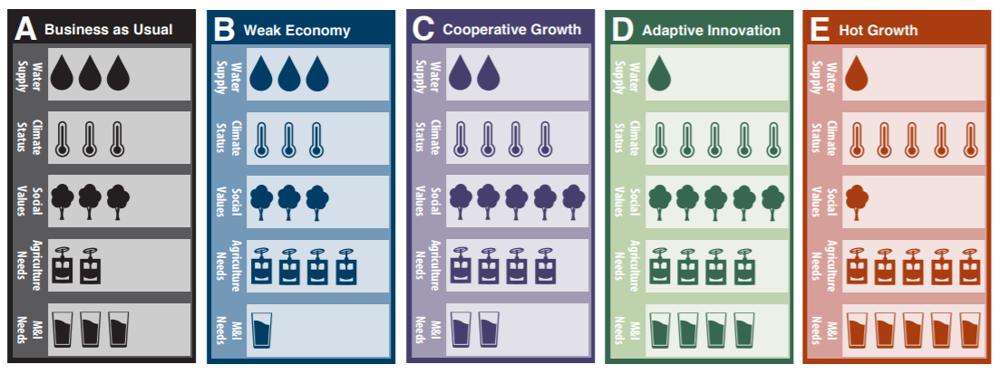 A Business as Usual
Water
Supply
Climate
Status
Social
Values
Agriculture
Needs
M&I
Needs
B Weak Economy
Water
Supply
Climate
Status
Social
Values
Agriculture
Needs
M&I
Needs
C Cooperative Growth
Water
Supply
Climate
Status
Social
Values
Agriculture
Needs
M&I
Needs
D Adaptive Innovation
Water
Supply
Climate
Status
Social
Values
Agriculture
Needs
M&I
Needs
E Hot Growth
Water
Supply
Climate
Status
Social
Values
Agriculture
Needs
M&I
Needs